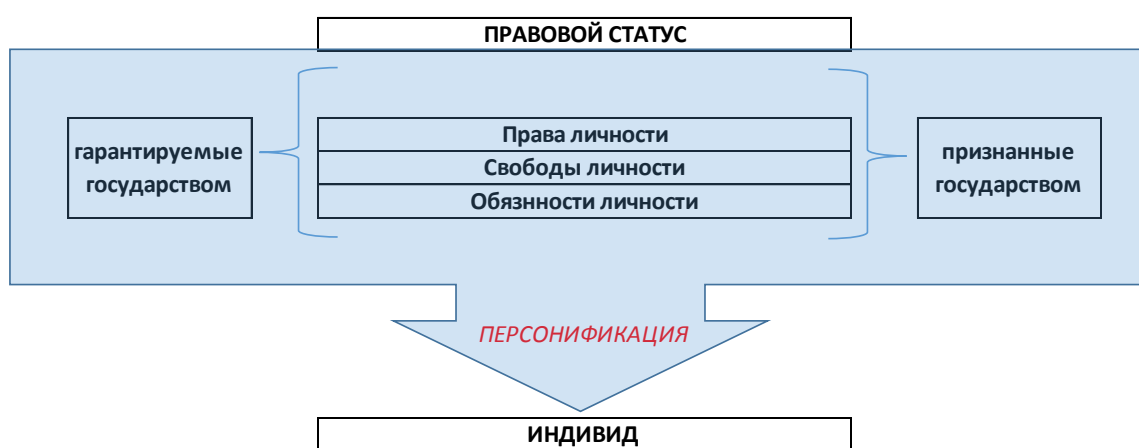 ПРАВОВОЙ СТАТУС
гарантируемые
государством
Права личности
Свободы личности
Обязнности личности
признанные
государством
ПЕРСОНИФИКАЦИЯ
ИНДИВИД